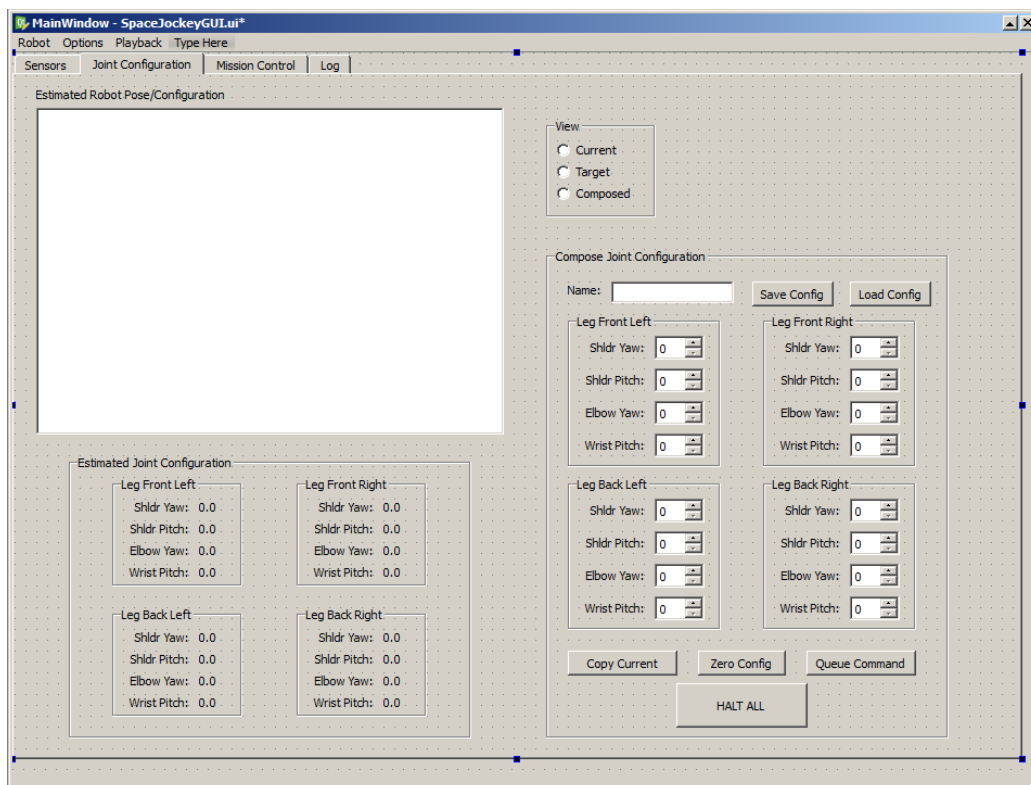 MainWindow - SpaceJockeyGUI.ui*
Robot Options Playback Type Here
Sensors Joint Configuration Mission Control Log
Estimated Robot Pose/Configuration
View
Current
Target
Composed
Compose Joint Configuration
Name: Save Config Load Config
Leg Front Left Leg Front Right
Shldr Yaw: 0 Shldr Yaw: 0
Shldr Pitch: 0 Shldr Pitch: 0
Elbow Yaw: 0 Elbow Yaw: 0
Wrist Pitch: 0 Wrist Pitch: 0
Leg Back Left Leg Back Right
Shldr Yaw: 0 Shldr Yaw: 0
Shldr Pitch: 0 Shldr Pitch: 0
Elbow Yaw: 0 Elbow Yaw: 0
Wrist Pitch: 0 Wrist Pitch: 0
Copy Current Zero Config Queue Command
HALT ALL
Estimated Joint Configuration
Leg Front Left Leg Front Right
Shldr Yaw: 0.0 Shldr Yaw: 0.0
Shldr Pitch: 0.0 Shldr Pitch: 0.0
Elbow Yaw: 0.0 Elbow Yaw: 0.0
Wrist Pitch: 0.0 Wrist Pitch: 0.0
Leg Back Left Leg Back Right
Shldr Yaw: 0.0 Shldr Yaw: 0.0
Shldr Pitch: 0.0 Shldr Pitch: 0.0
Elbow Yaw: 0.0 Elbow Yaw: 0.0
Wrist Pitch: 0.0 Wrist Pitch: 0.0